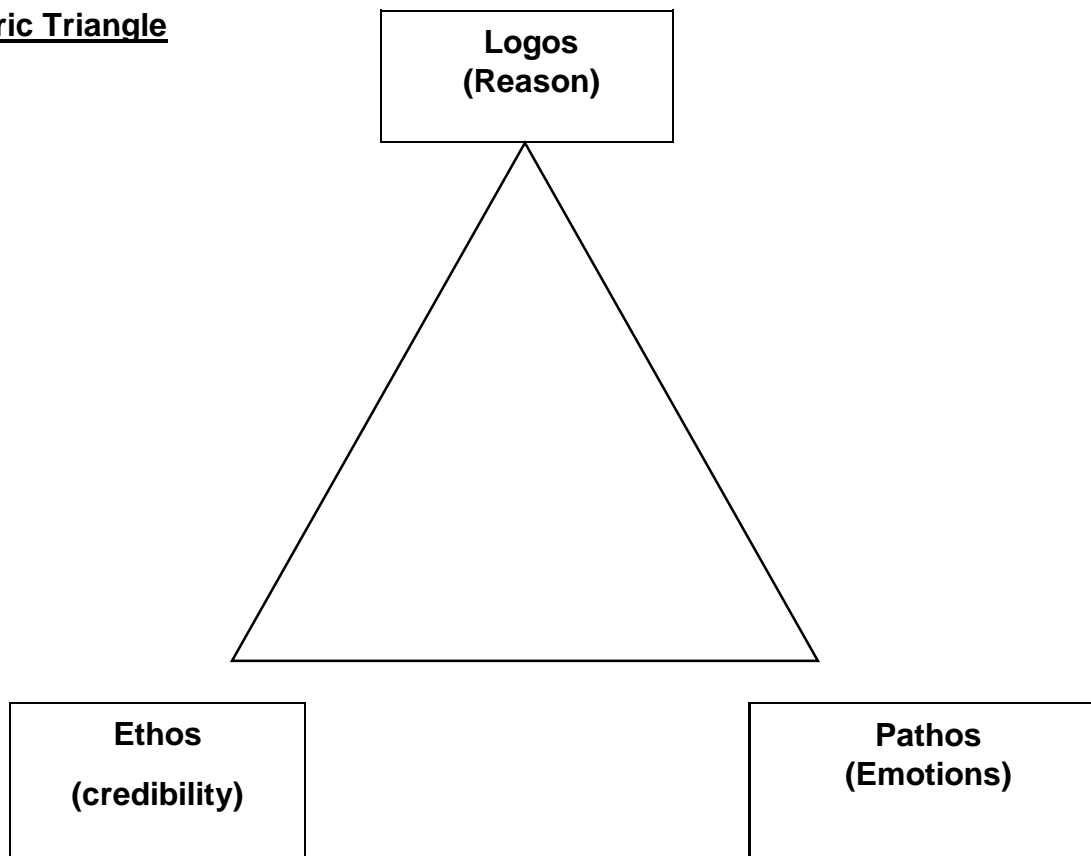 ric Triangle
Logos
(Reason)
Ethos
(credibility)
Pathos
(Emotions)